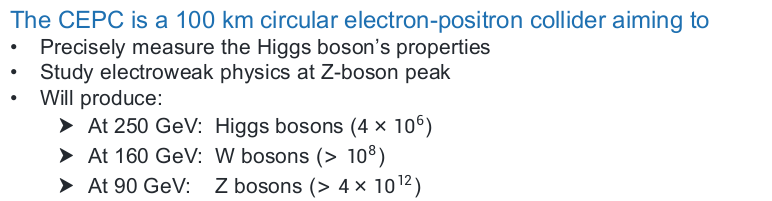 The CEPC is a 100 km circular electron-positron collider aiming to
• Precisely measure the Higgs boson's properties
• Study electroweak physics at Z-boson peak
• Will produce:
➤ At 250 GeV: Higgs bosons (4 × 10⁶)
➤ At 160 GeV: W bosons (> 10⁸)
➤ At 90 GeV: Z bosons (> 4 × 10¹²)